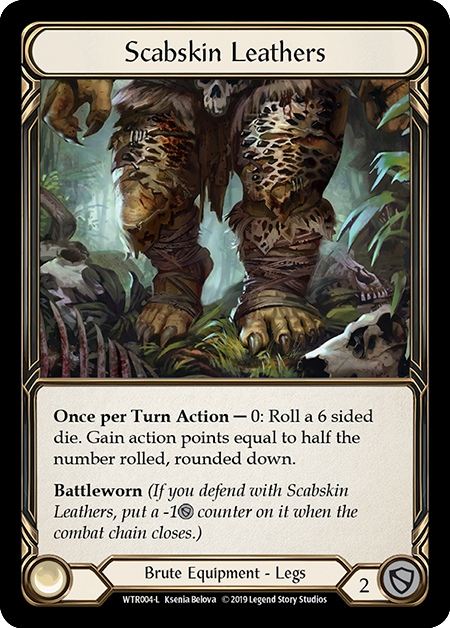 Scabskin Leathers
Once per Turn Action — 0: Roll a 6 sided
die. Gain action points equal to half the
number rolled, rounded down.
Battleworn (If you defend with Scabskin
Leathers, put a -1 counter on it when the
combat chain closes.)
Brute Equipment - Legs
2
WTR004-L Ksenia Belova © 2019 Legend Story Studios